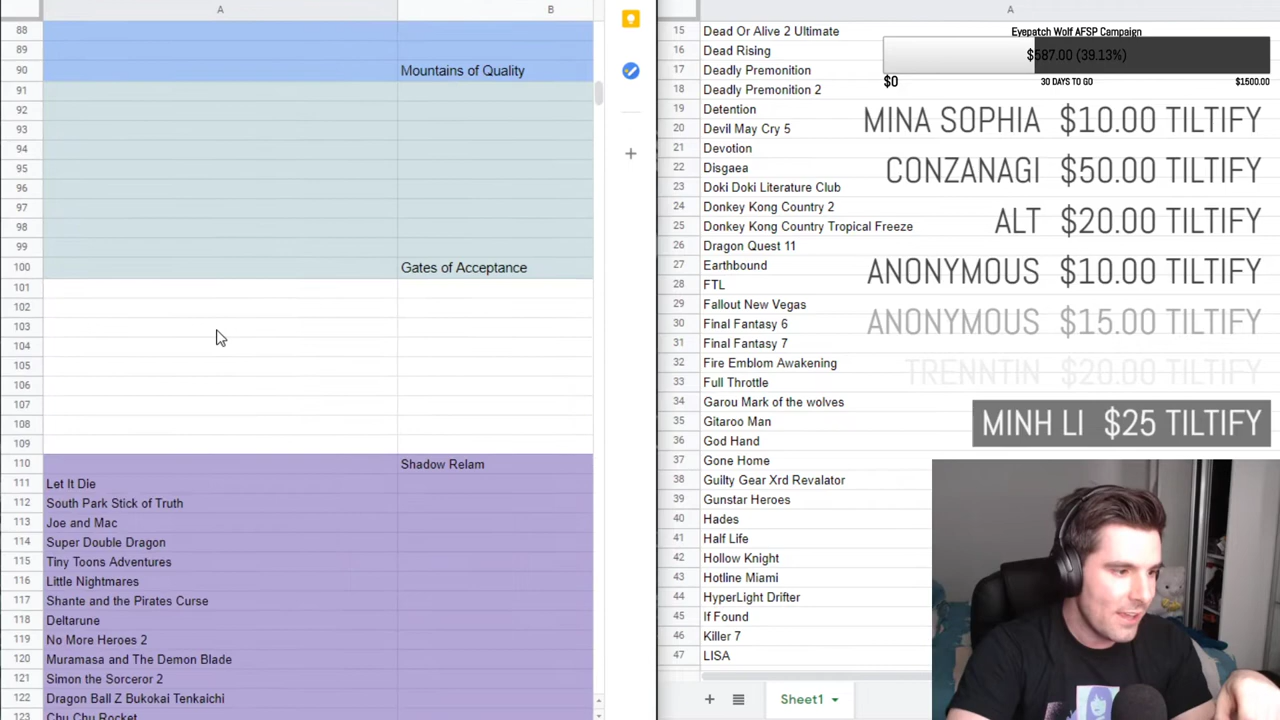 A
B
88
89
90
Mountains of Quality
91
92
93
94
95
96
97
98
99
100
Gates of Acceptance
101
102
103
104
105
106
107
108
109
110
Shadow Relam
111
Let It Die
112
South Park Stick of Truth
113
Joe and Mac
114
Super Double Dragon
115
Tiny Toons Adventures
116
Little Nightmares
117
Shante and the Pirates Curse
118
Deltarune
119
No More Heroes 2
120
Muramasa and The Demon Blade
121
Simon the Sorcerer 2
122
Dragon Ball Z Bukokai Tenkaichi
123
Chu Chu Rocket
A
15
Dead Or Alive 2 Ultimate
16
Dead Rising
17
Deadly Premonition
18
Deadly Premonition 2
19
Detention
20
Devil May Cry 5
21
Devotion
22
Disgaea
23
Doki Doki Literature Club
24
Donkey Kong Country 2
25
Donkey Kong Country Tropical Freeze
26
Dragon Quest 11
27
Earthbound
28
FTL
29
Fallout New Vegas
30
Final Fantasy 6
31
Final Fantasy 7
32
Fire Emblom Awakening
33
Full Throttle
34
Garou Mark of the wolves
35
Gitaroo Man
36
God Hand
37
Gone Home
38
Guilty Gear Xrd Revalator
39
Gunstar Heroes
40
Hades
41
Half Life
42
Hollow Knight
43
Hotline Miami
44
HyperLight Drifter
45
If Found
46
Killer 7
47
LISA
Sheet1
Eyepatch Wolf AFSP Campaign
$587.00 (39.13%)
$0
30 DAYS TO GO
$1500.00
MINA SOPHIA $10.00 TILTIFY
CONZANAGI $50.00 TILTIFY
ALT $20.00 TILTIFY
ANONYMOUS $10.00 TILTIFY
ANONYMOUS $15.00 TILTIFY
TRENNTIN $20.00 TILTIFY
MINH LI $25 TILTIFY